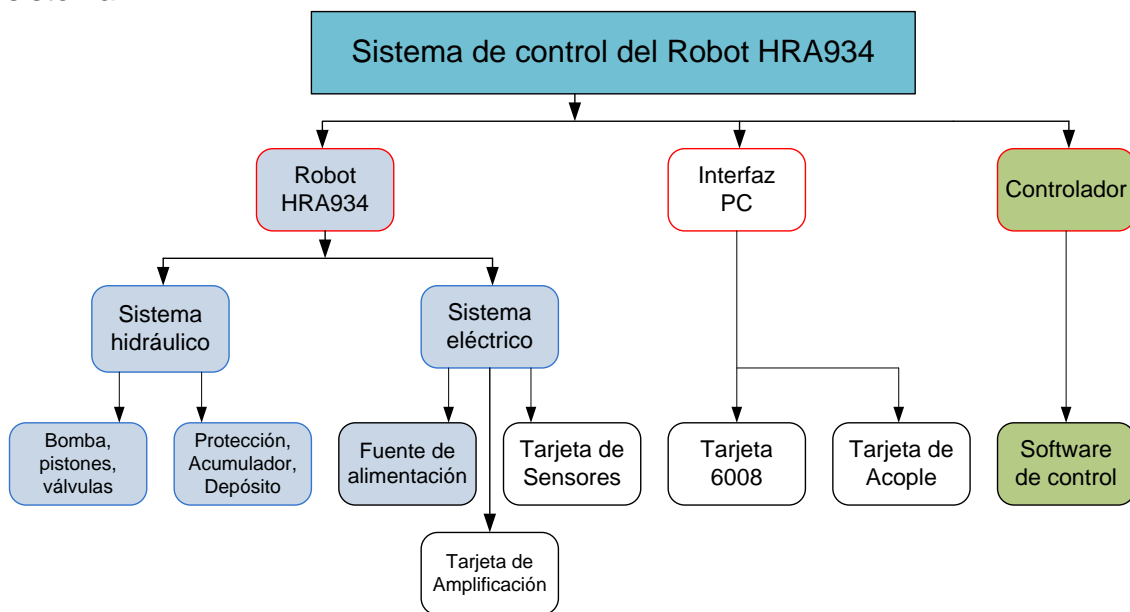 Sistema de control del Robot HRA934
Robot
HRA934
Interfaz
PC
Controlador
Sistema
hidráulico
Sistema
eléctrico
Bomba,
pistones,
válvulas
Protección,
Acumulador,
Depósito
Fuente de
alimentación
Tarjeta de
Sensores
Tarjeta
6008
Tarjeta de
Acople
Software
de control
Tarjeta de
Amplificación